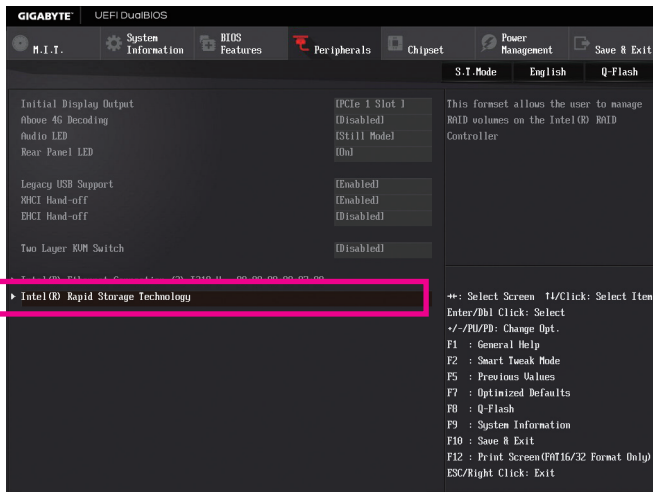 GIGABYTE™ UEFI DualBIOS
M.I.T.
System Information
BIOS Features
Peripherals
Chipset
Power Management
Save & Exit
S.T.Mode English Q-Flash
Initial Display Output [PCIe 1 Slot ]
Above 4G Decoding [Disabled]
Audio LED [Still Mode]
Rear Panel LED [On]
Legacy USB Support [Enabled]
XHCI Hand-off [Enabled]
EHCI Hand-off [Disabled]
Two Layer KVM Switch [Disabled]
Intel(R) Rapid Storage Technology
This formset allows the user to manage
RAID volumes on the Intel(R) RAID
Controller
→←: Select Screen ↑↓/Click: Select Item
Enter/Dbl Click: Select
+/-/PU/PD: Change Opt.
F1 : General Help
F2 : Smart Tweak Mode
F5 : Previous Values
F7 : Optimized Defaults
F8 : Q-Flash
F9 : System Information
F10 : Save & Exit
F12 : Print Screen(FAT16/32 Format Only)
ESC/Right Click: Exit